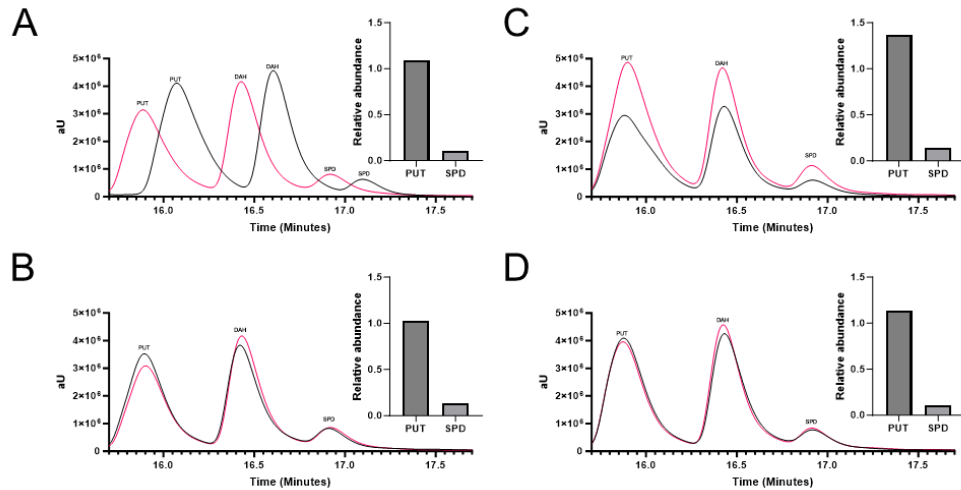 A
5×10⁶
4×10⁶
3×10⁶
2×10⁶
1×10⁶
0
aU
PUT
PUT
DAH
DAH
SPD
SPD
16.0
16.5
17.0
17.5
Time (Minutes)
Relative abundance
1.5
1.0
0.5
0.0
PUT
SPD
C
5×10⁶
4×10⁶
3×10⁶
2×10⁶
1×10⁶
0
aU
PUT
DAH
SPD
16.0
16.5
17.0
17.5
Time (Minutes)
Relative abundance
1.5
1.0
0.5
0.0
PUT
SPD
B
5×10⁶
4×10⁶
3×10⁶
2×10⁶
1×10⁶
0
aU
PUT
DAH
SPD
16.0
16.5
17.0
17.5
Time (Minutes)
Relative abundance
1.5
1.0
0.5
0.0
PUT
SPD
D
5×10⁶
4×10⁶
3×10⁶
2×10⁶
1×10⁶
0
aU
PUT
DAH
SPD
16.0
16.5
17.0
17.5
Time (Minutes)
Relative abundance
1.5
1.0
0.5
0.0
PUT
SPD